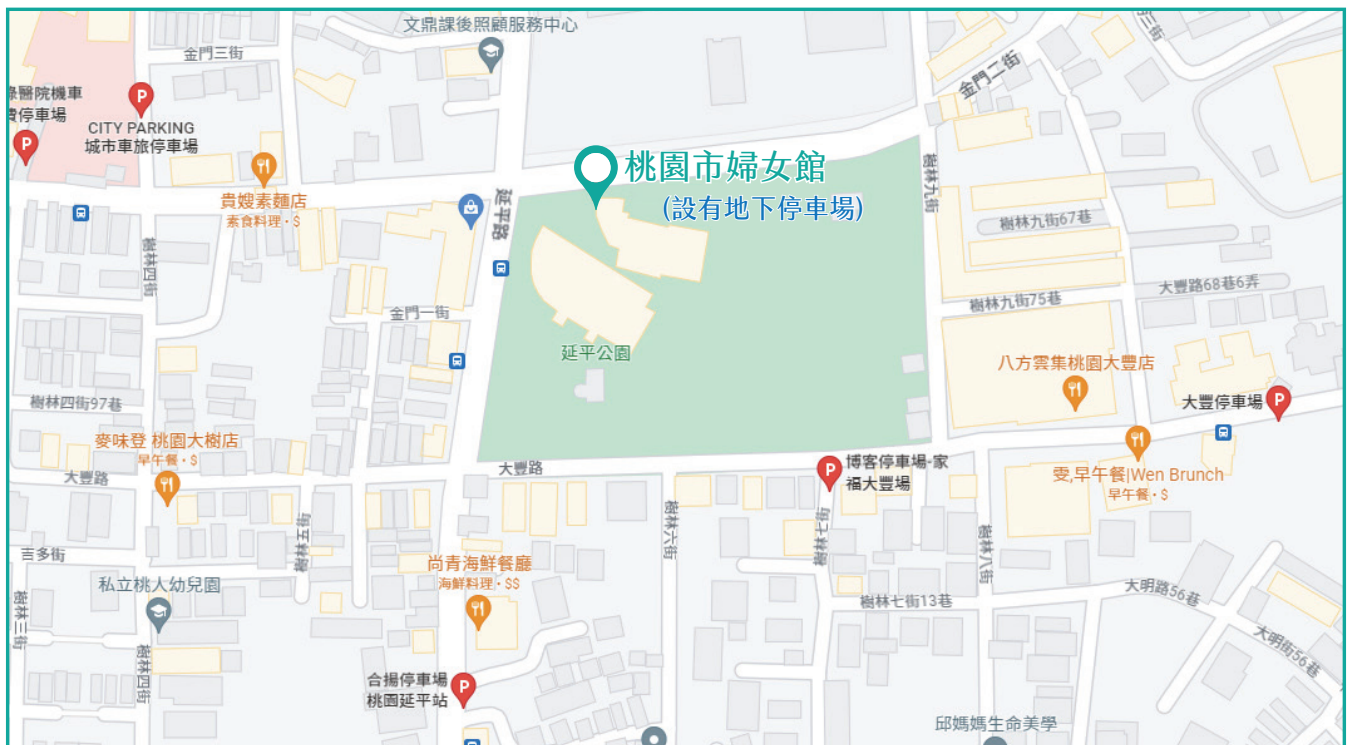 文鼎課後照顧服務中心
金門三街
金門二街
醫院機車
停車場
P
P
CITY PARKING
城市車旅停車場
桃園市婦女館
(設有地下停車場)
貴嫂素麵店
素食料理・$
延平路
樹林九街
樹林九街67巷
樹林四街
大豐路68巷6弄
樹林九街75巷
金門一街
延平公園
八方雲集桃園大豐店
樹林四街97巷
大豐停車場
P
麥味登 桃園大樹店
早午餐・$
大豐路
大豐路
博客停車場-家
福大豐場
P
雯,早午餐|Wen Brunch
早午餐・$
樹林五街
樹林六街
樹林七街
樹林八街
吉多街
尚青海鮮餐廳
海鮮料理・$$
私立桃人幼兒園
樹林三街
樹林七街13巷
大明路56巷
大明街56巷
樹林四街
合揚停車場
桃園延平站
P
邱媽媽生命美學